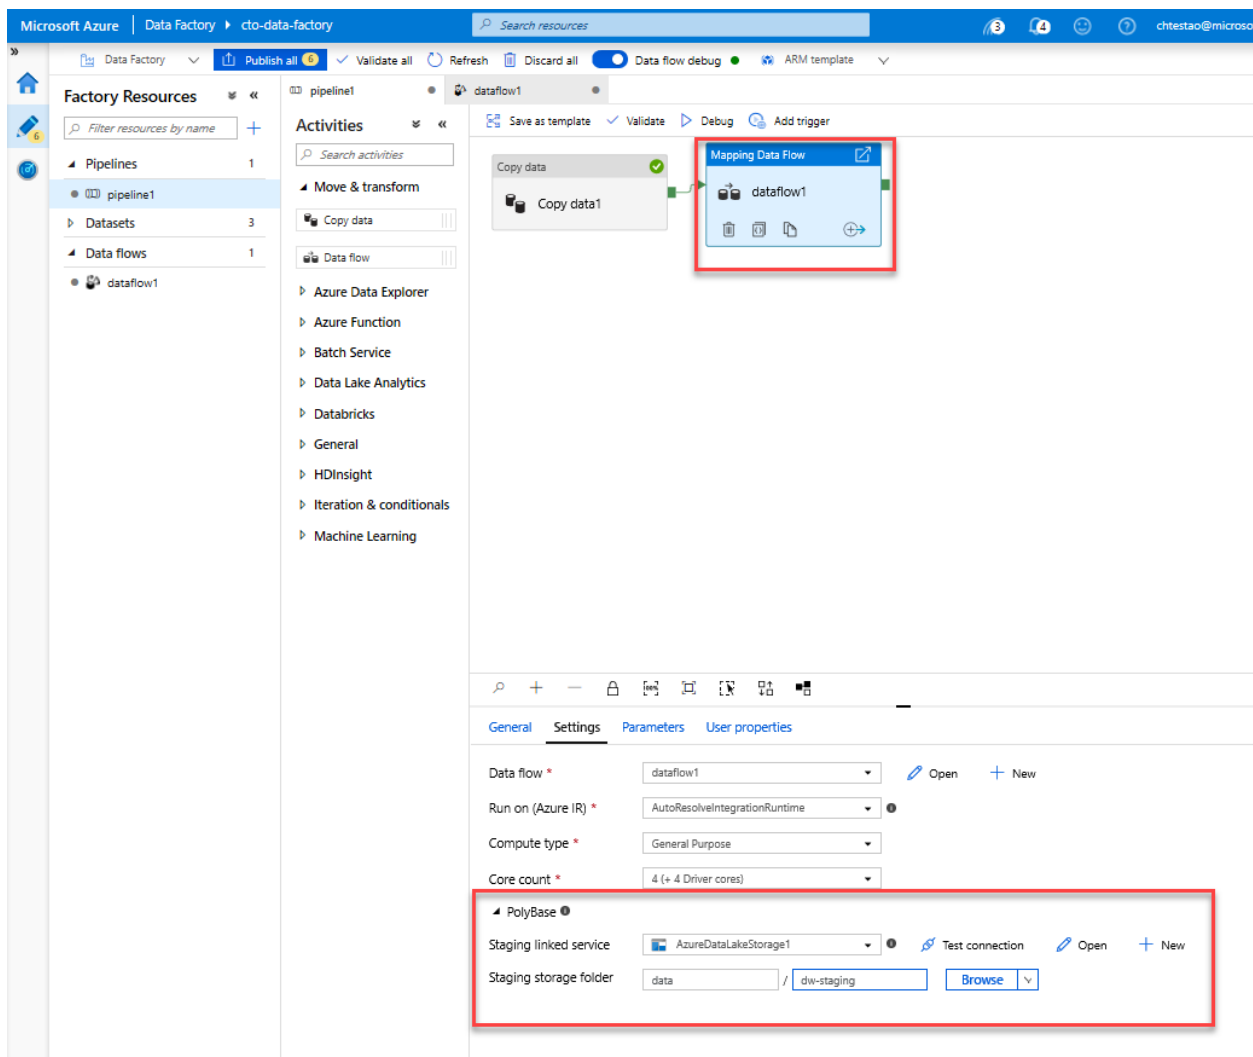 Microsoft Azure Data Factory cto-data-factory Search resources 3 4 chtestao@microso
Data Factory Publish all 6 Validate all Refresh Discard all Data flow debug ARM template
Factory Resources
Filter resources by name
6
Pipelines 1
pipeline1
Datasets 3
Data flows 1
dataflow1
pipeline1 dataflow1
Activities
Search activities
Move & transform
Copy data
Data flow
Azure Data Explorer
Azure Function
Batch Service
Data Lake Analytics
Databricks
General
HDInsight
Iteration & conditionals
Machine Learning
Save as template Validate Debug Add trigger
Copy data
Copy data1
Mapping Data Flow
dataflow1
100%
General Settings Parameters User properties
Data flow * dataflow1 Open New
Run on (Azure IR) * AutoResolveIntegrationRuntime
Compute type * General Purpose
Core count * 4 (+ 4 Driver cores)
PolyBase
Staging linked service AzureDataLakeStorage1 Test connection Open New
Staging storage folder data / dw-staging Browse